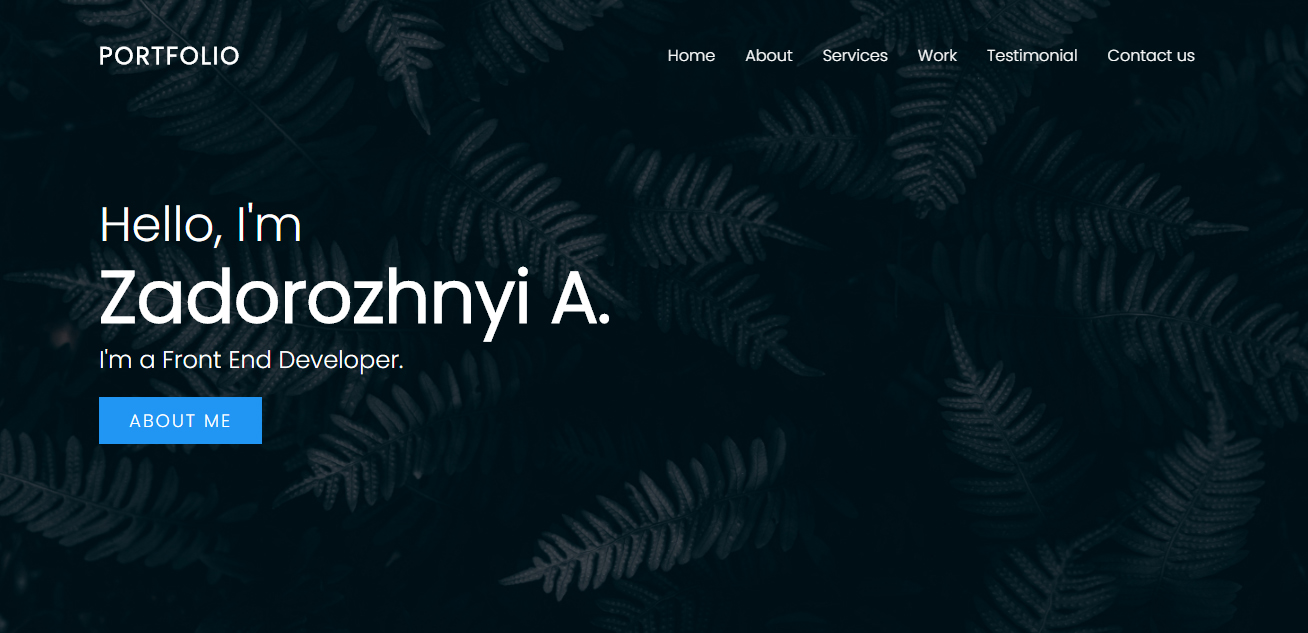 PORTFOLIO
Home About Services Work Testimonial Contact us
Hello, I'm
Zadorozhnyi A.
I'm a Front End Developer.
ABOUT ME